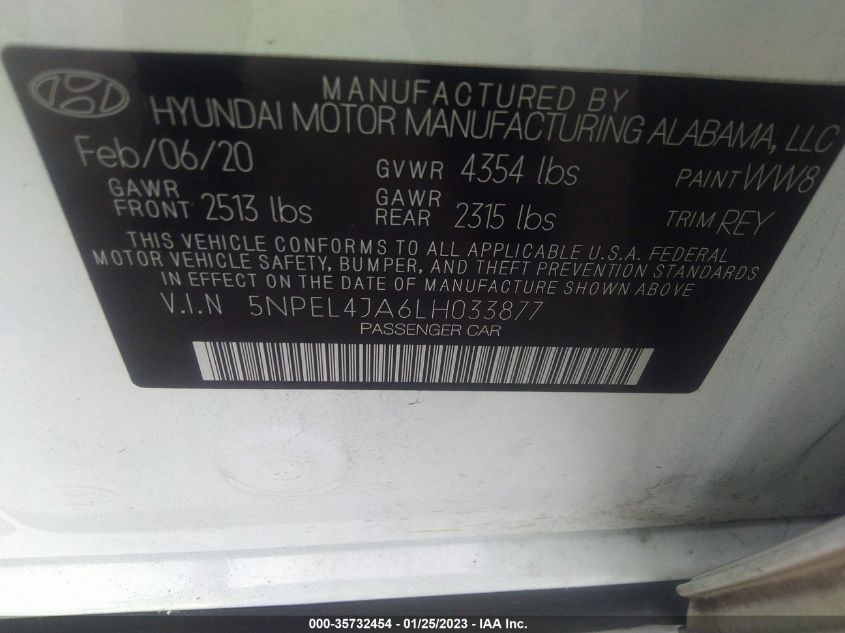 MANUFACTURED BY
HYUNDAI MOTOR MANUFACTURING ALABAMA, LLC
Feb/06/20 GVWR 4354 lbs PAINT WW8
GAWR FRONT 2513 lbs GAWR REAR 2315 lbs TRIM REY
THIS VEHICLE CONFORMS TO ALL APPLICABLE U.S.A. FEDERAL
MOTOR VEHICLE SAFETY, BUMPER, AND THEFT PREVENTION STANDARDS
IN EFFECT ON THE DATE OF MANUFACTURE SHOWN ABOVE
V.I.N 5NPEL4JA6LH033877
PASSENGER CAR
000-35732454 - 01/25/2023 - IAA Inc.